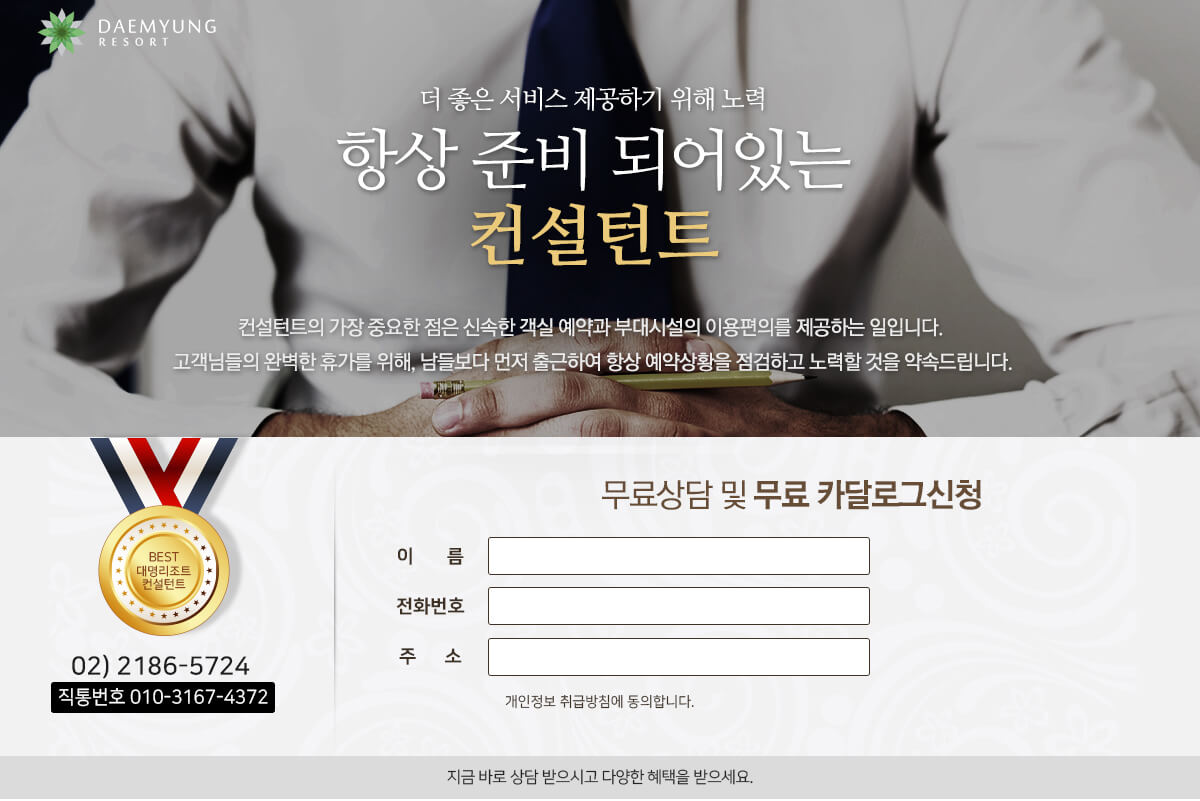 DAEMYUNG
RESORT
더 좋은 서비스 제공하기 위해 노력
항상 준비 되어있는
컨설턴트
컨설턴트의 가장 중요한 점은 신속한 객실 예약과 부대시설의 이용편의를 제공하는 일입니다.
고객님들의 완벽한 휴가를 위해, 남들보다 먼저 출근하여 항상 예약상황을 점검하고 노력할 것을 약속드립니다.
BEST
대명리조트
컨설턴트
02) 2186-5724
직통번호 010-3167-4372
무료상담 및 무료 카달로그신청
이 름
전화번호
주 소
개인정보 취급방침에 동의합니다.
지금 바로 상담 받으시고 다양한 혜택을 받으세요.